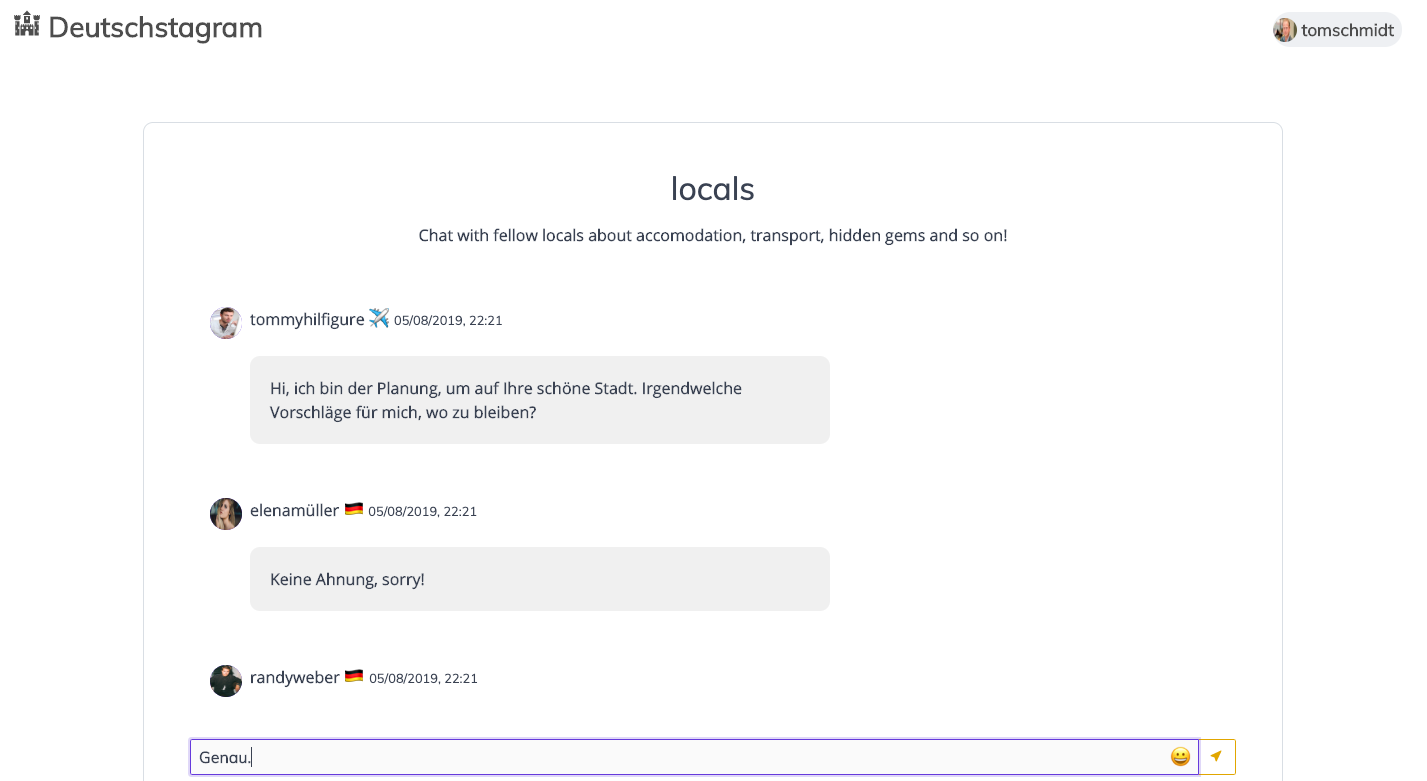 Deutschstagram
tomschmidt
locals
Chat with fellow locals about accomodation, transport, hidden gems and so on!
tommyhilfigure 05/08/2019, 22:21
Hi, ich bin der Planung, um auf Ihre schöne Stadt. Irgendwelche
Vorschläge für mich, wo zu bleiben?
elenamüller 05/08/2019, 22:21
Keine Ahnung, sorry!
randyweber 05/08/2019, 22:21
Genau.